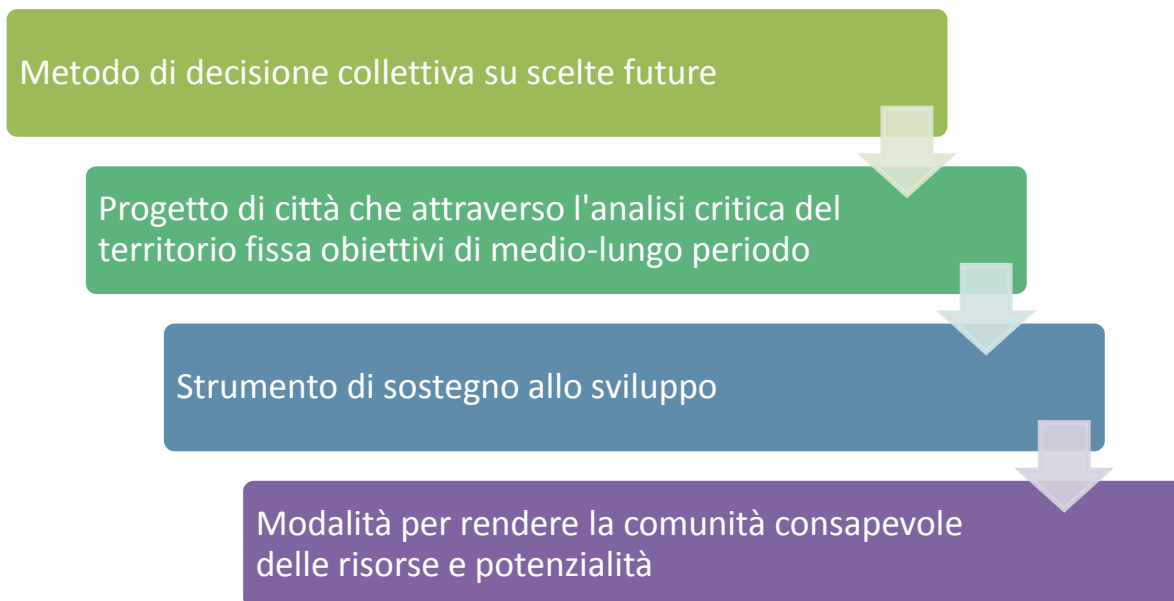 Metodo di decisione collettiva su scelte future
Progetto di città che attraverso l'analisi critica del
territorio fissa obiettivi di medio-lungo periodo
Strumento di sostegno allo sviluppo
Modalità per rendere la comunità consapevole
delle risorse e potenzialità